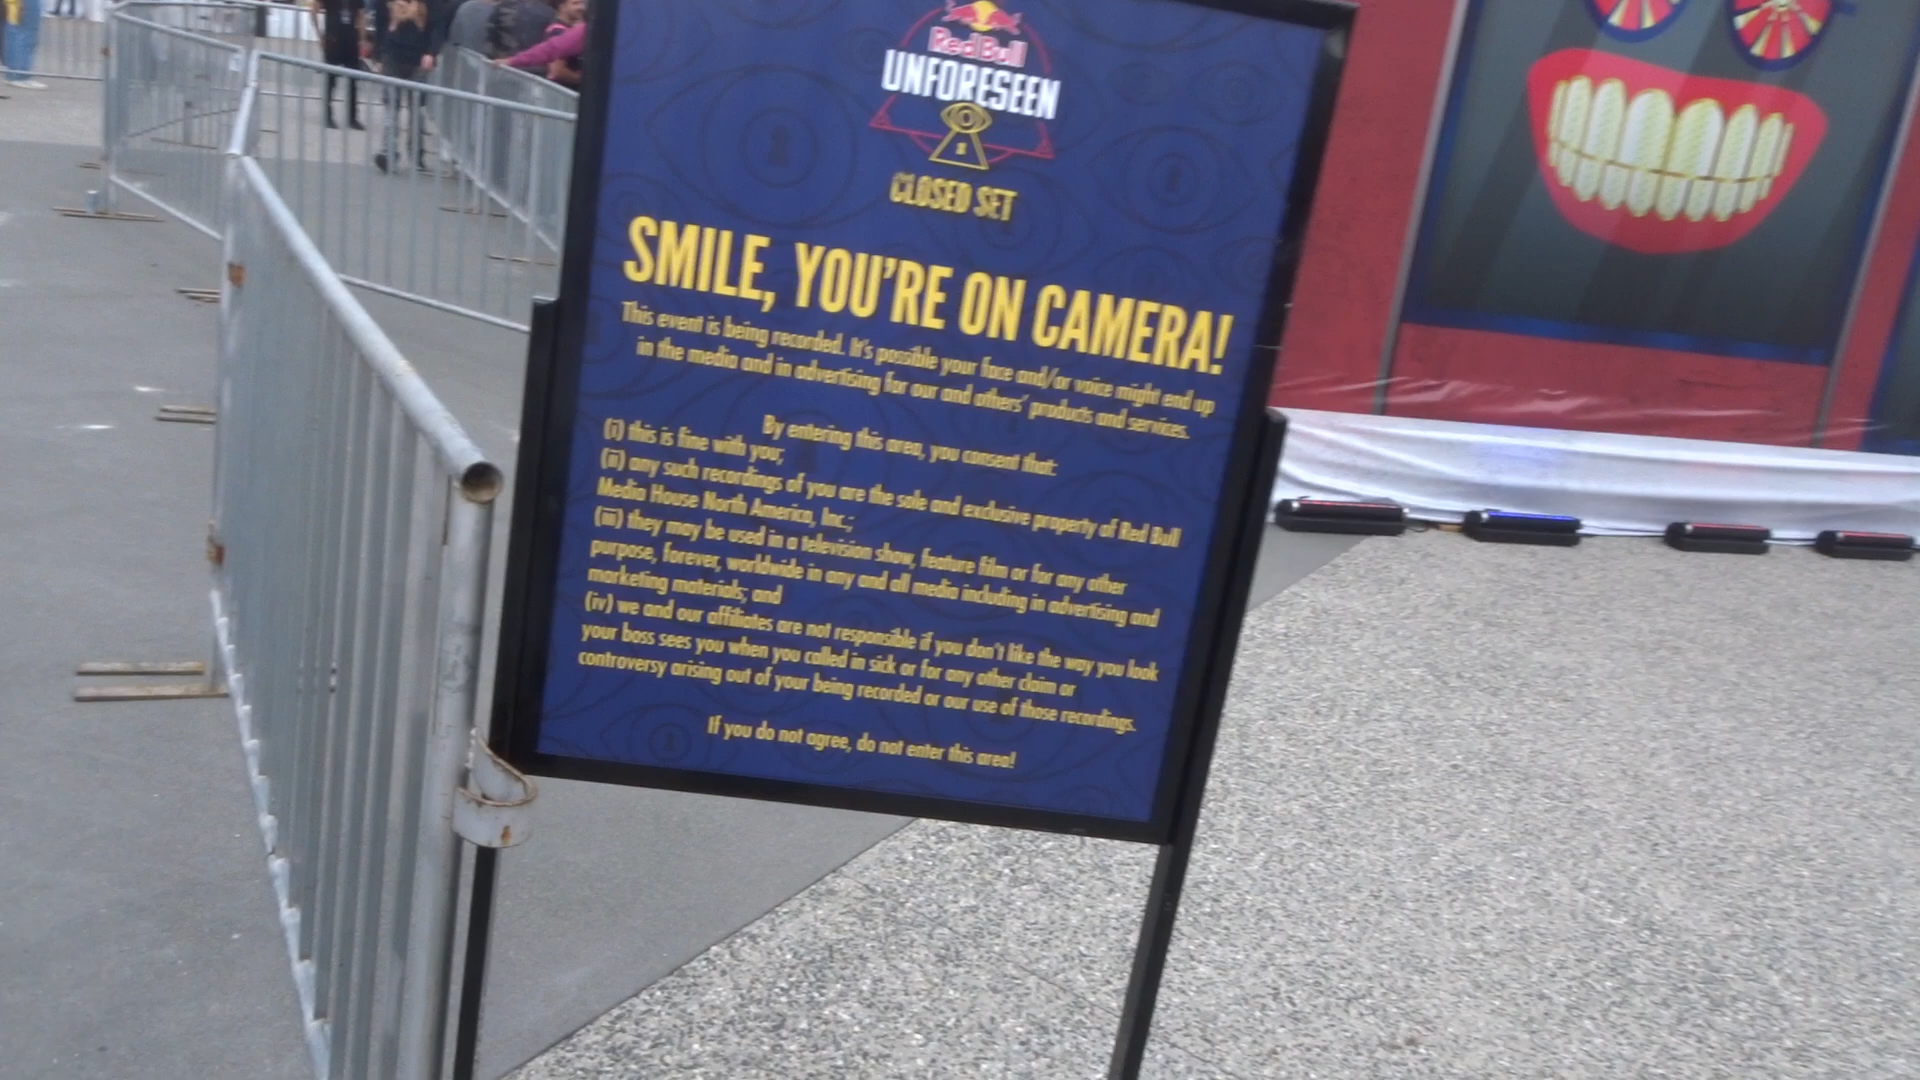 Red Bull
UNFORESEEN
CLOSED SET
SMILE, YOU'RE ON CAMERA!
This event is being recorded. It's possible your face and/or voice might end up
in the media and in advertising for our and others' products and services.
By entering this area, you consent that:
(i) this is fine with you;
(ii) any such recordings of you are the sole and exclusive property of Red Bull
Media House North America, Inc.;
(iii) they may be used in a television show, feature film or for any other
purpose, forever, worldwide in any and all media including in advertising and
marketing materials; and
(iv) we and our affiliates are not responsible if you don't like the way you look
your boss sees you when you called in sick or for any other claim or
controversy arising out of your being recorded or our use of those recordings.
If you do not agree, do not enter this area!